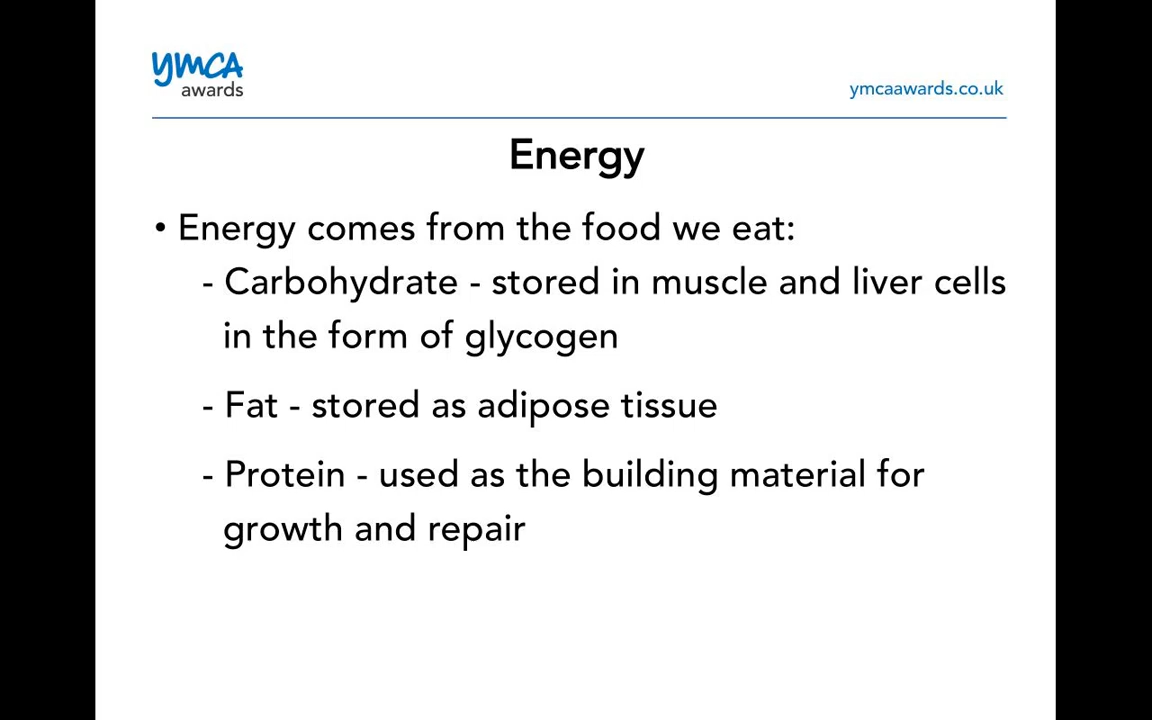 ymca
awards
ymcaawards.co.uk
Energy
• Energy comes from the food we eat:
- Carbohydrate - stored in muscle and liver cells
in the form of glycogen
- Fat - stored as adipose tissue
- Protein - used as the building material for
growth and repair